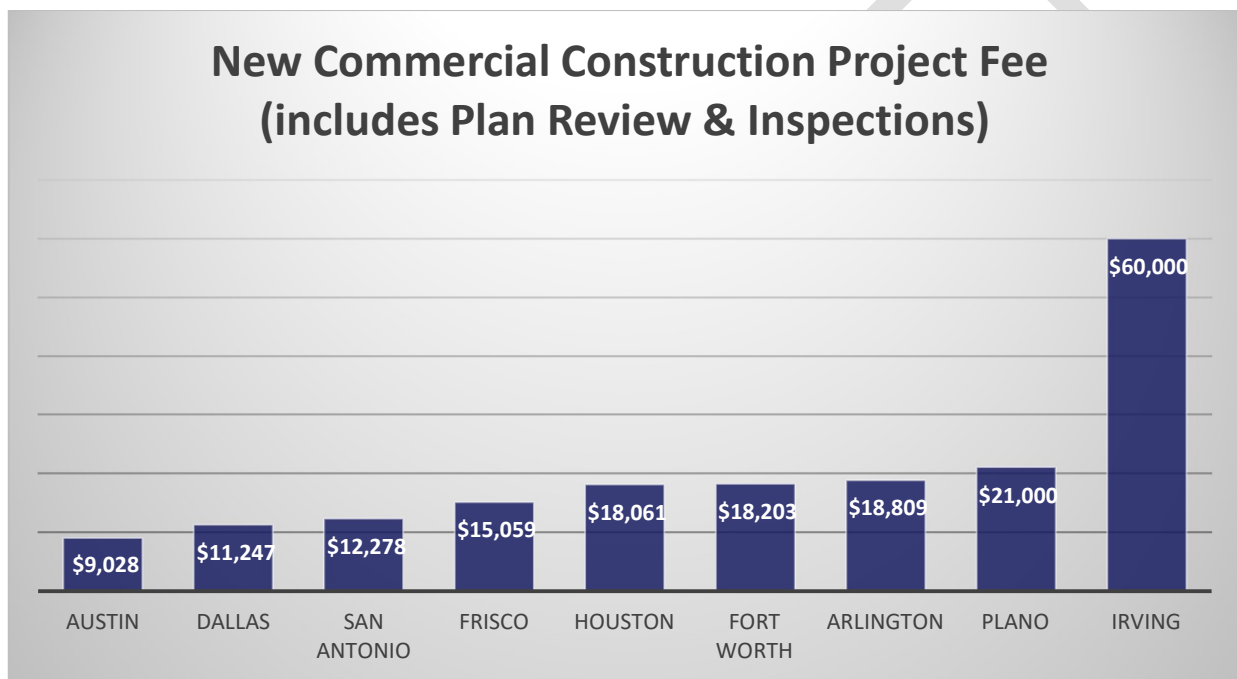 New Commercial Construction Project Fee
(includes Plan Review & Inspections)
$60,000
$9,028
$11,247
$12,278
$15,059
$18,061
$18,203
$18,809
$21,000
AUSTIN
DALLAS
SAN
ANTONIO
FRISCO
HOUSTON
FORT
WORTH
ARLINGTON
PLANO
IRVING